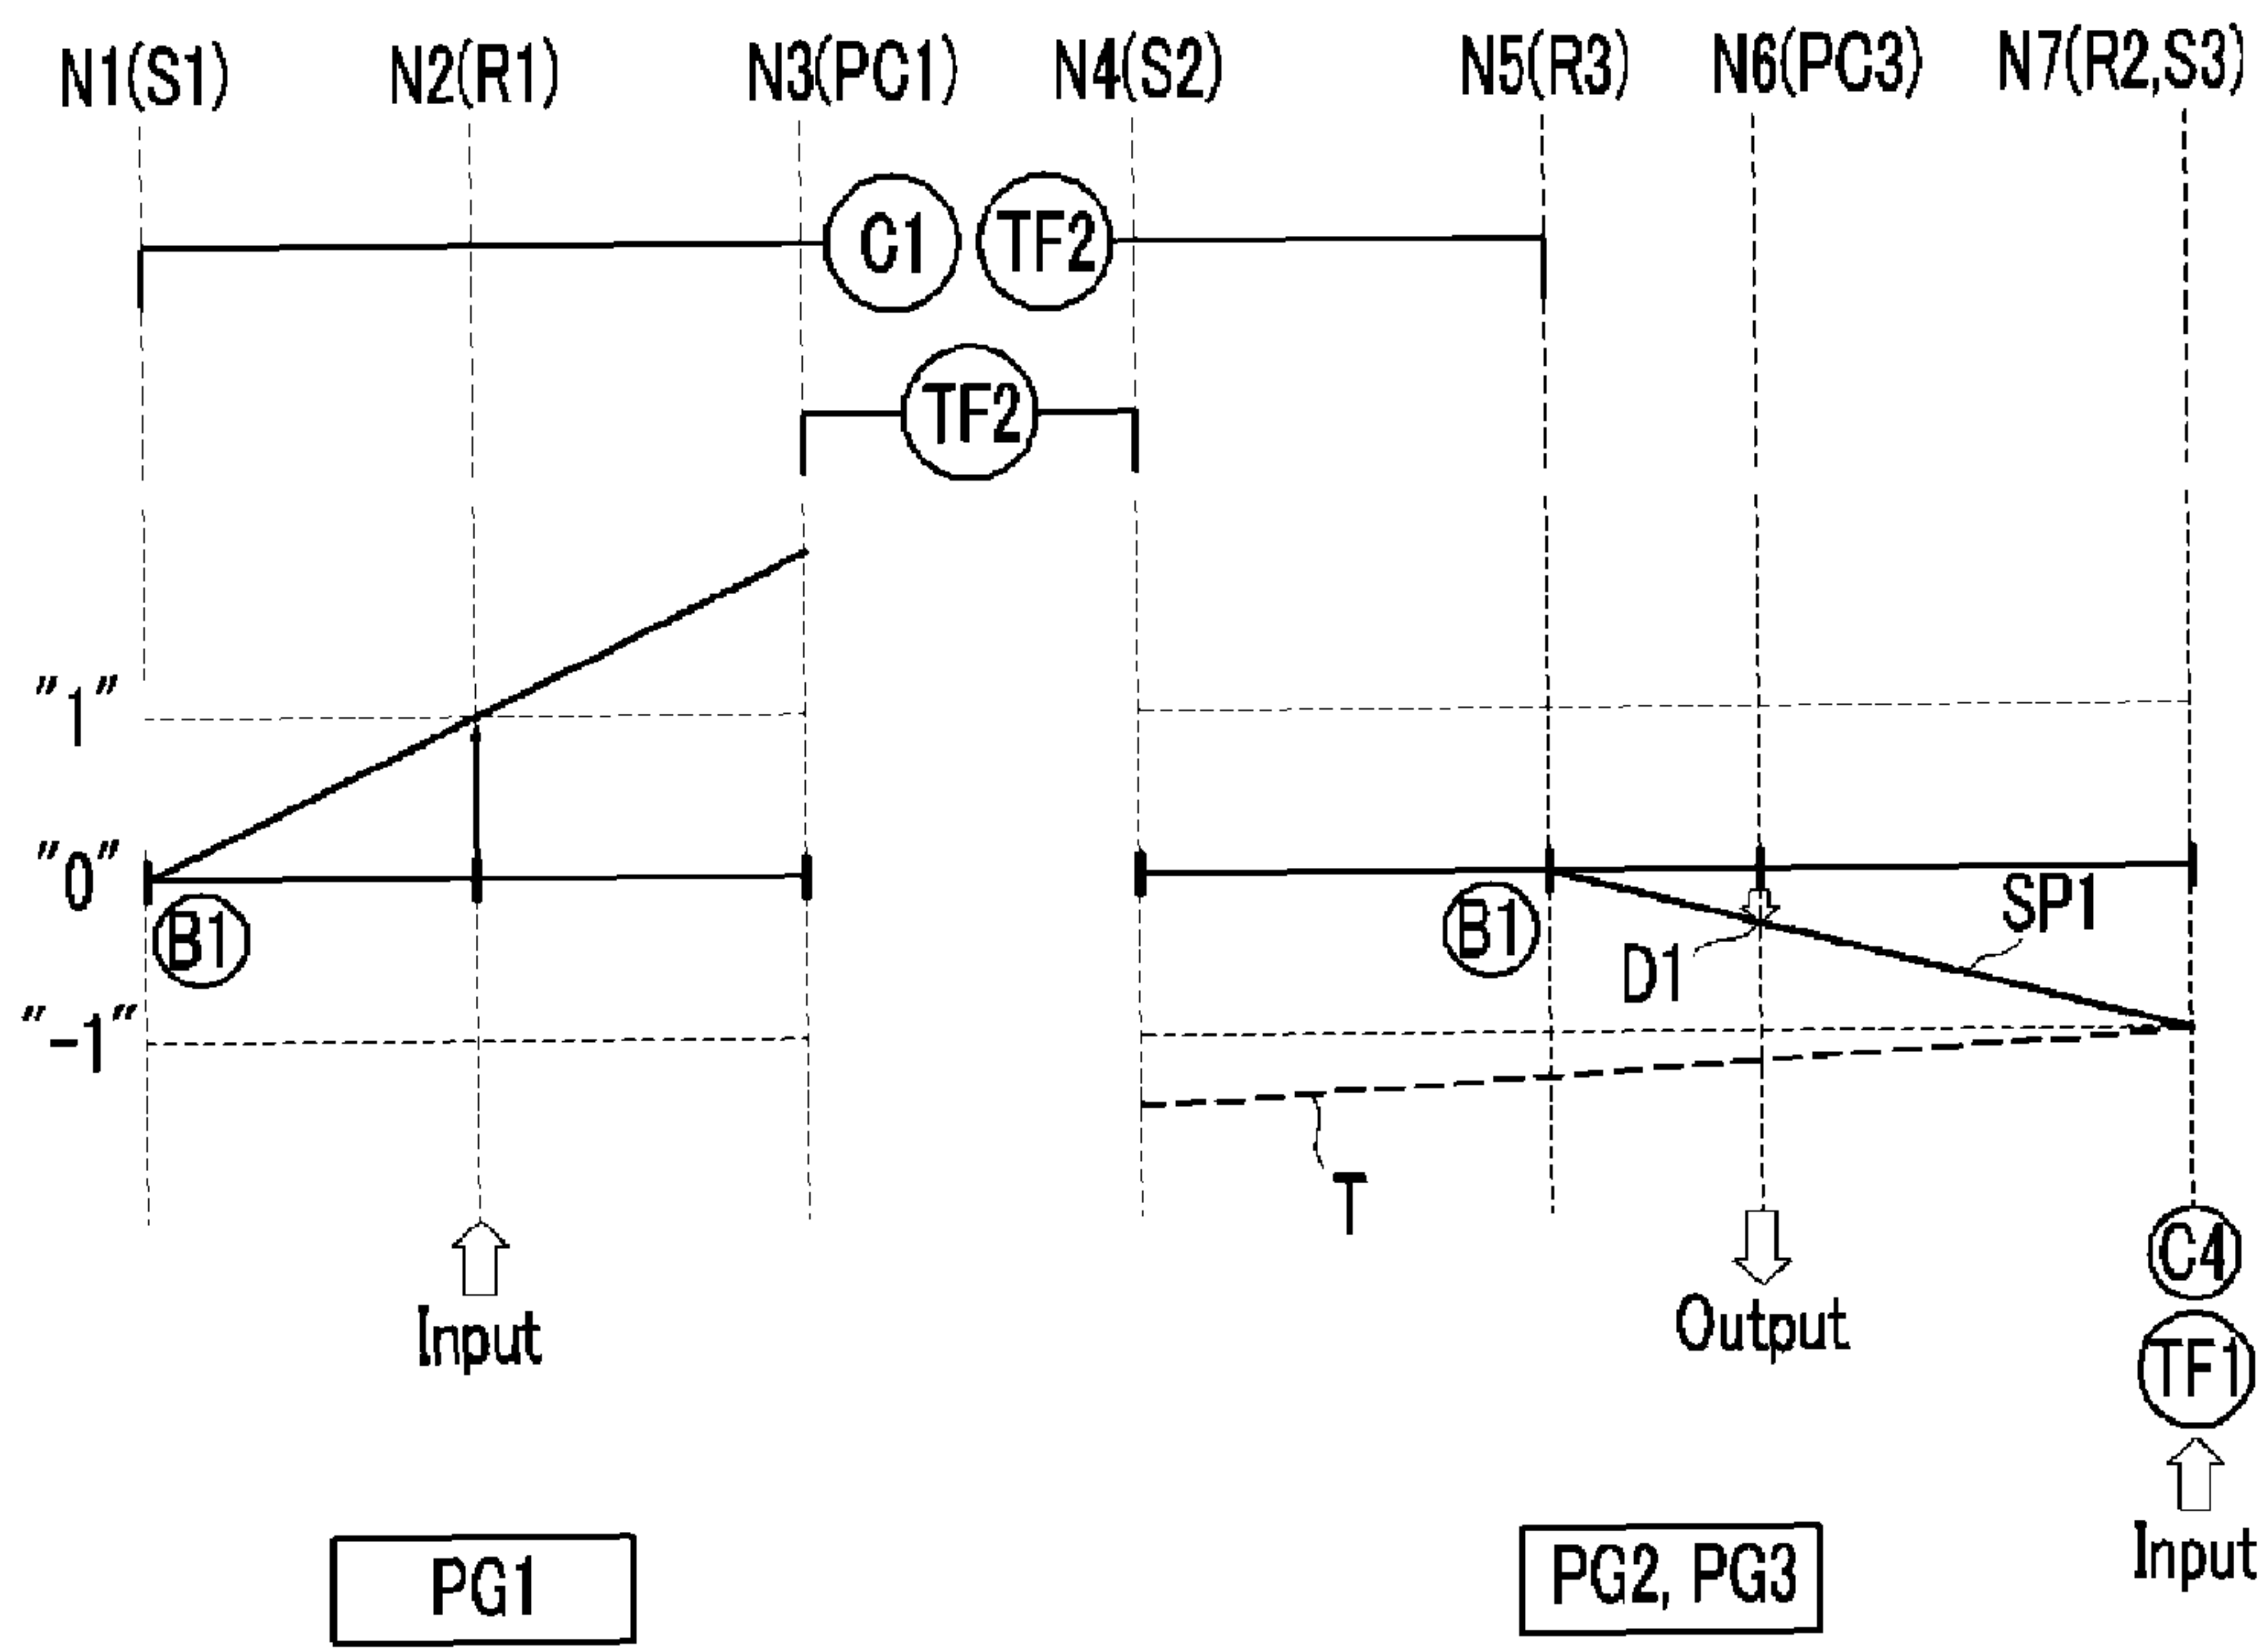 N1(S1) N2(R1) N3(PC1) N4(S2) N5(R3) N6(PC3) N7(R2,S3)
C1 TF2
TF2
"1"
"0"
B1 B1 D1 SP1
"-1"
T
C4
Input Output
TF1
Input
PG1 PG2, PG3